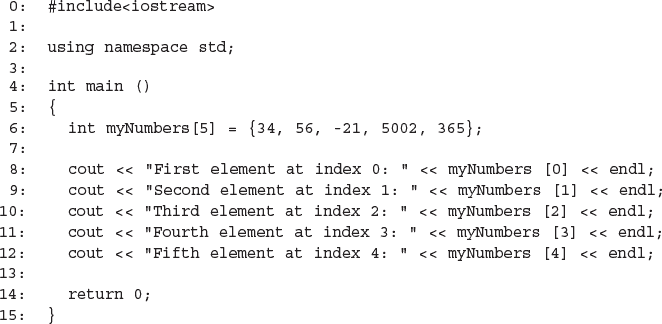 0: #include<iostream>
1:
2: using namespace std;
3:
4: int main ()
5: {
6: int myNumbers[5] = {34, 56, -21, 5002, 365};
7:
8: cout << "First element at index 0: " << myNumbers [0] << endl;
9: cout << "Second element at index 1: " << myNumbers [1] << endl;
10: cout << "Third element at index 2: " << myNumbers [2] << endl;
11: cout << "Fourth element at index 3: " << myNumbers [3] << endl;
12: cout << "Fifth element at index 4: " << myNumbers [4] << endl;
13:
14: return 0;
15: }